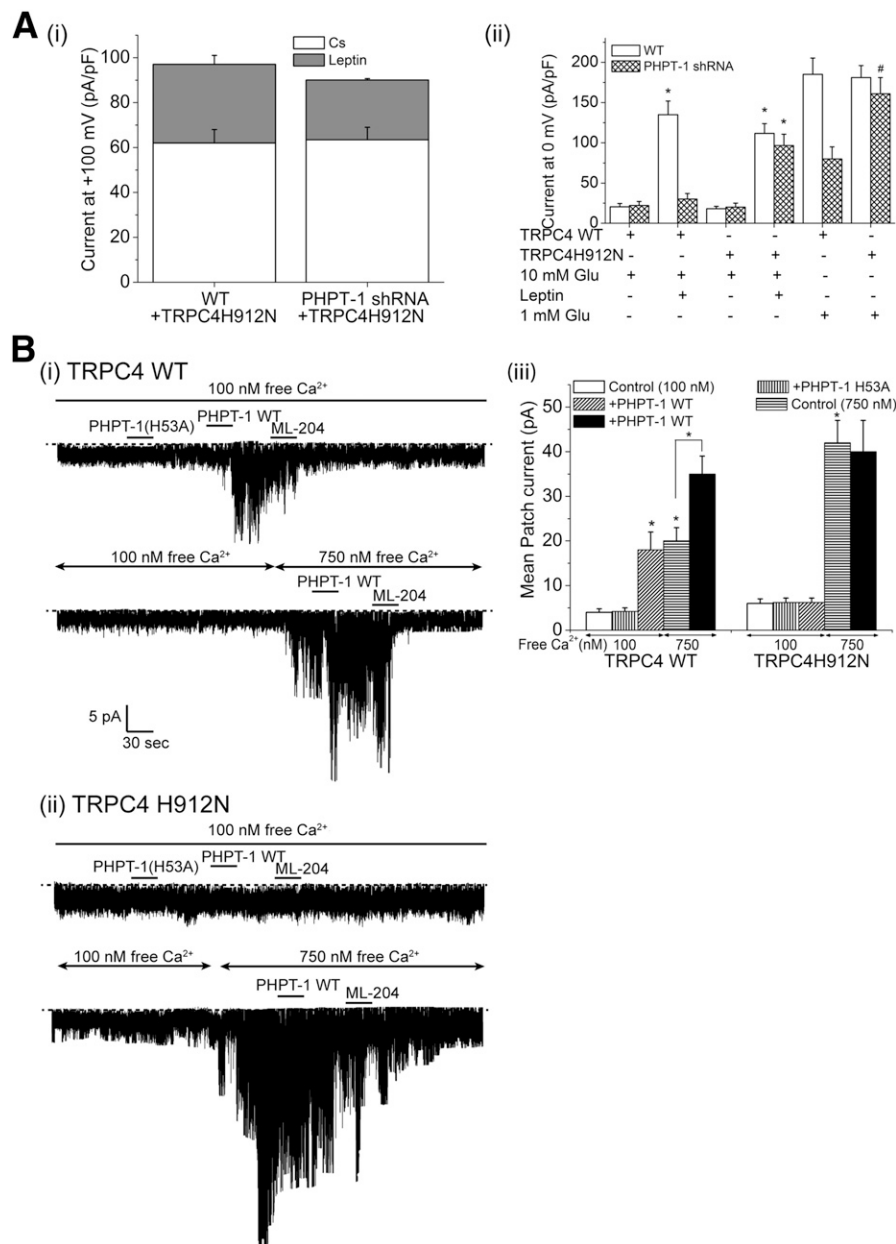 A
(i)
Cs
Leptin
Current at +100 mV (pA/pF)
100
80
60
40
20
0
WT
+TRPC4H912N
PHPT-1 shRNA
+TRPC4H912N
(ii)
WT
PHPT-1 shRNA
Current at 0 mV (pA/pF)
200
150
100
50
0
*
*
*
#
TRPC4 WT + + - - + -
TRPC4H912N - - + + - +
10 mM Glu + + + + - -
Leptin - + - + - -
1 mM Glu - - - - + +
B
(i) TRPC4 WT
100 nM free Ca²⁺
PHPT-1(H53A)
PHPT-1 WT
ML-204
100 nM free Ca²⁺
750 nM free Ca²⁺
PHPT-1 WT
ML-204
5 pA
30 sec
(ii) TRPC4 H912N
100 nM free Ca²⁺
PHPT-1(H53A)
PHPT-1 WT
ML-204
100 nM free Ca²⁺
750 nM free Ca²⁺
PHPT-1 WT
ML-204
(iii)
Control (100 nM)
+PHPT-1 H53A
+PHPT-1 WT
Control (750 nM)
+PHPT-1 WT
Mean Patch current (pA)
50
40
30
20
10
0
*
*
*
*
Free Ca²⁺(nM)
100
750
100
750
TRPC4 WT
TRPC4H912N